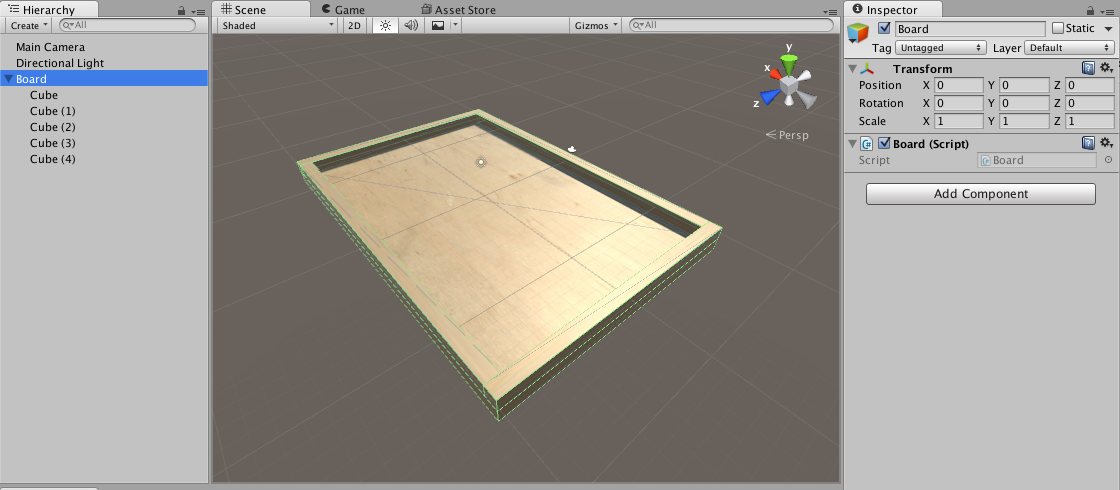 Hierarchy
Create
All
Main Camera
Directional Light
Board
Cube
Cube (1)
Cube (2)
Cube (3)
Cube (4)
Scene
Game
Asset Store
Shaded
2D
Gizmos
All
y
x
z
Persp
Inspector
Board
Static
Tag
Untagged
Layer
Default
Transform
Position X 0 Y 0 Z 0
Rotation X 0 Y 0 Z 0
Scale X 1 Y 1 Z 1
C#
Board (Script)
Script
Board
Add Component